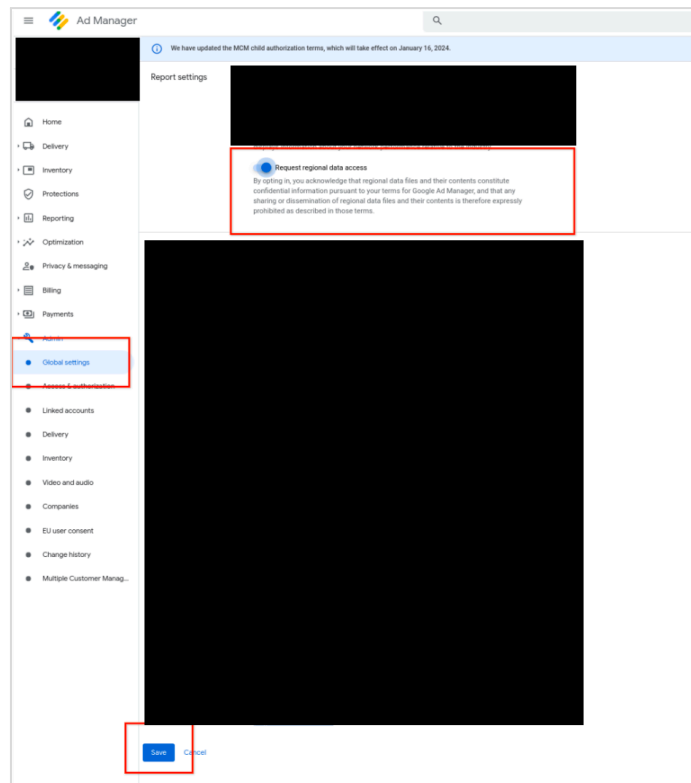 Ad Manager
We have updated the MCM child authorization terms, which will take effect on January 16, 2024.
Report settings
Home
Delivery
Inventory
Protections
Reporting
Optimization
Privacy & messaging
Billing
Payments
Admin
Global settings
Access & authorization
Linked accounts
Delivery
Inventory
Video and audio
Companies
EU user consent
Change history
Multiple Customer Manag...
Request regional data access
By opting in, you acknowledge that regional data files and their contents constitute
confidential information pursuant to your terms for Google Ad Manager, and that any
sharing or dissemination of regional data files and their contents is therefore expressly
prohibited as described in those terms.
Save
Cancel